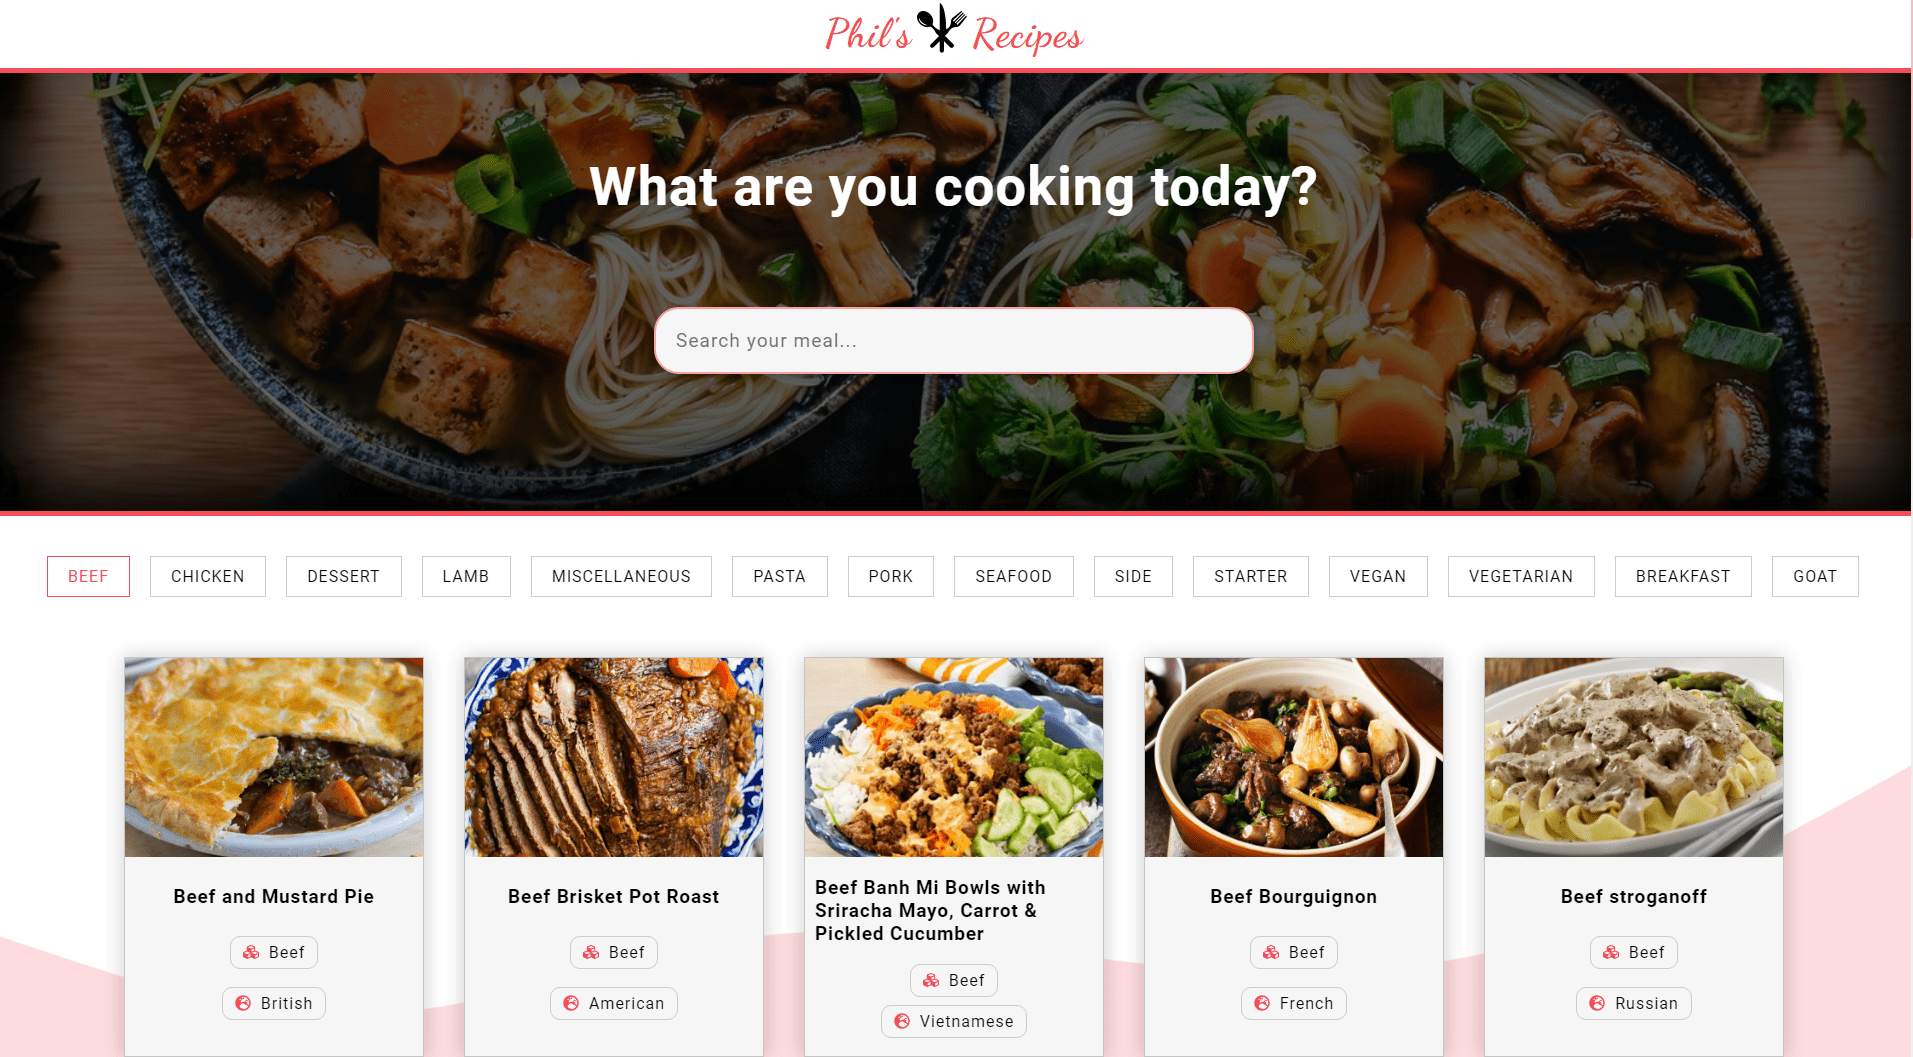 Phil's Recipes
What are you cooking today?
Search your meal...
BEEF CHICKEN DESSERT LAMB MISCELLANEOUS PASTA PORK SEAFOOD SIDE STARTER VEGAN VEGETARIAN BREAKFAST GOAT
Beef and Mustard Pie
Beef
British
Beef Brisket Pot Roast
Beef
American
Beef Banh Mi Bowls with
Sriracha Mayo, Carrot &
Pickled Cucumber
Beef
Vietnamese
Beef Bourguignon
Beef
French
Beef stroganoff
Beef
Russian